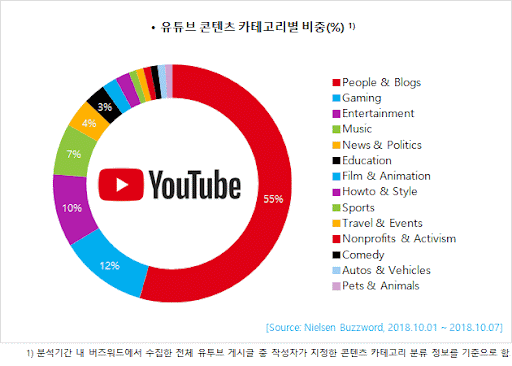 • 유튜브 콘텐츠 카테고리별 비중(%) 1)
People & Blogs
Gaming
Entertainment
Music
News & Politics
Education
Film & Animation
Howto & Style
Sports
Travel & Events
Nonprofits & Activism
Comedy
Autos & Vehicles
Pets & Animals
3%
4%
7%
10%
12%
55%
YouTube
[Source: Nielsen Buzzword, 2018.10.01 ~ 2018.10.07]
1) 분석기간 내 버즈워드에서 수집한 전체 유투브 게시글 중 작성자가 지정한 콘텐츠 카테고리 분류 정보를 기준으로 함